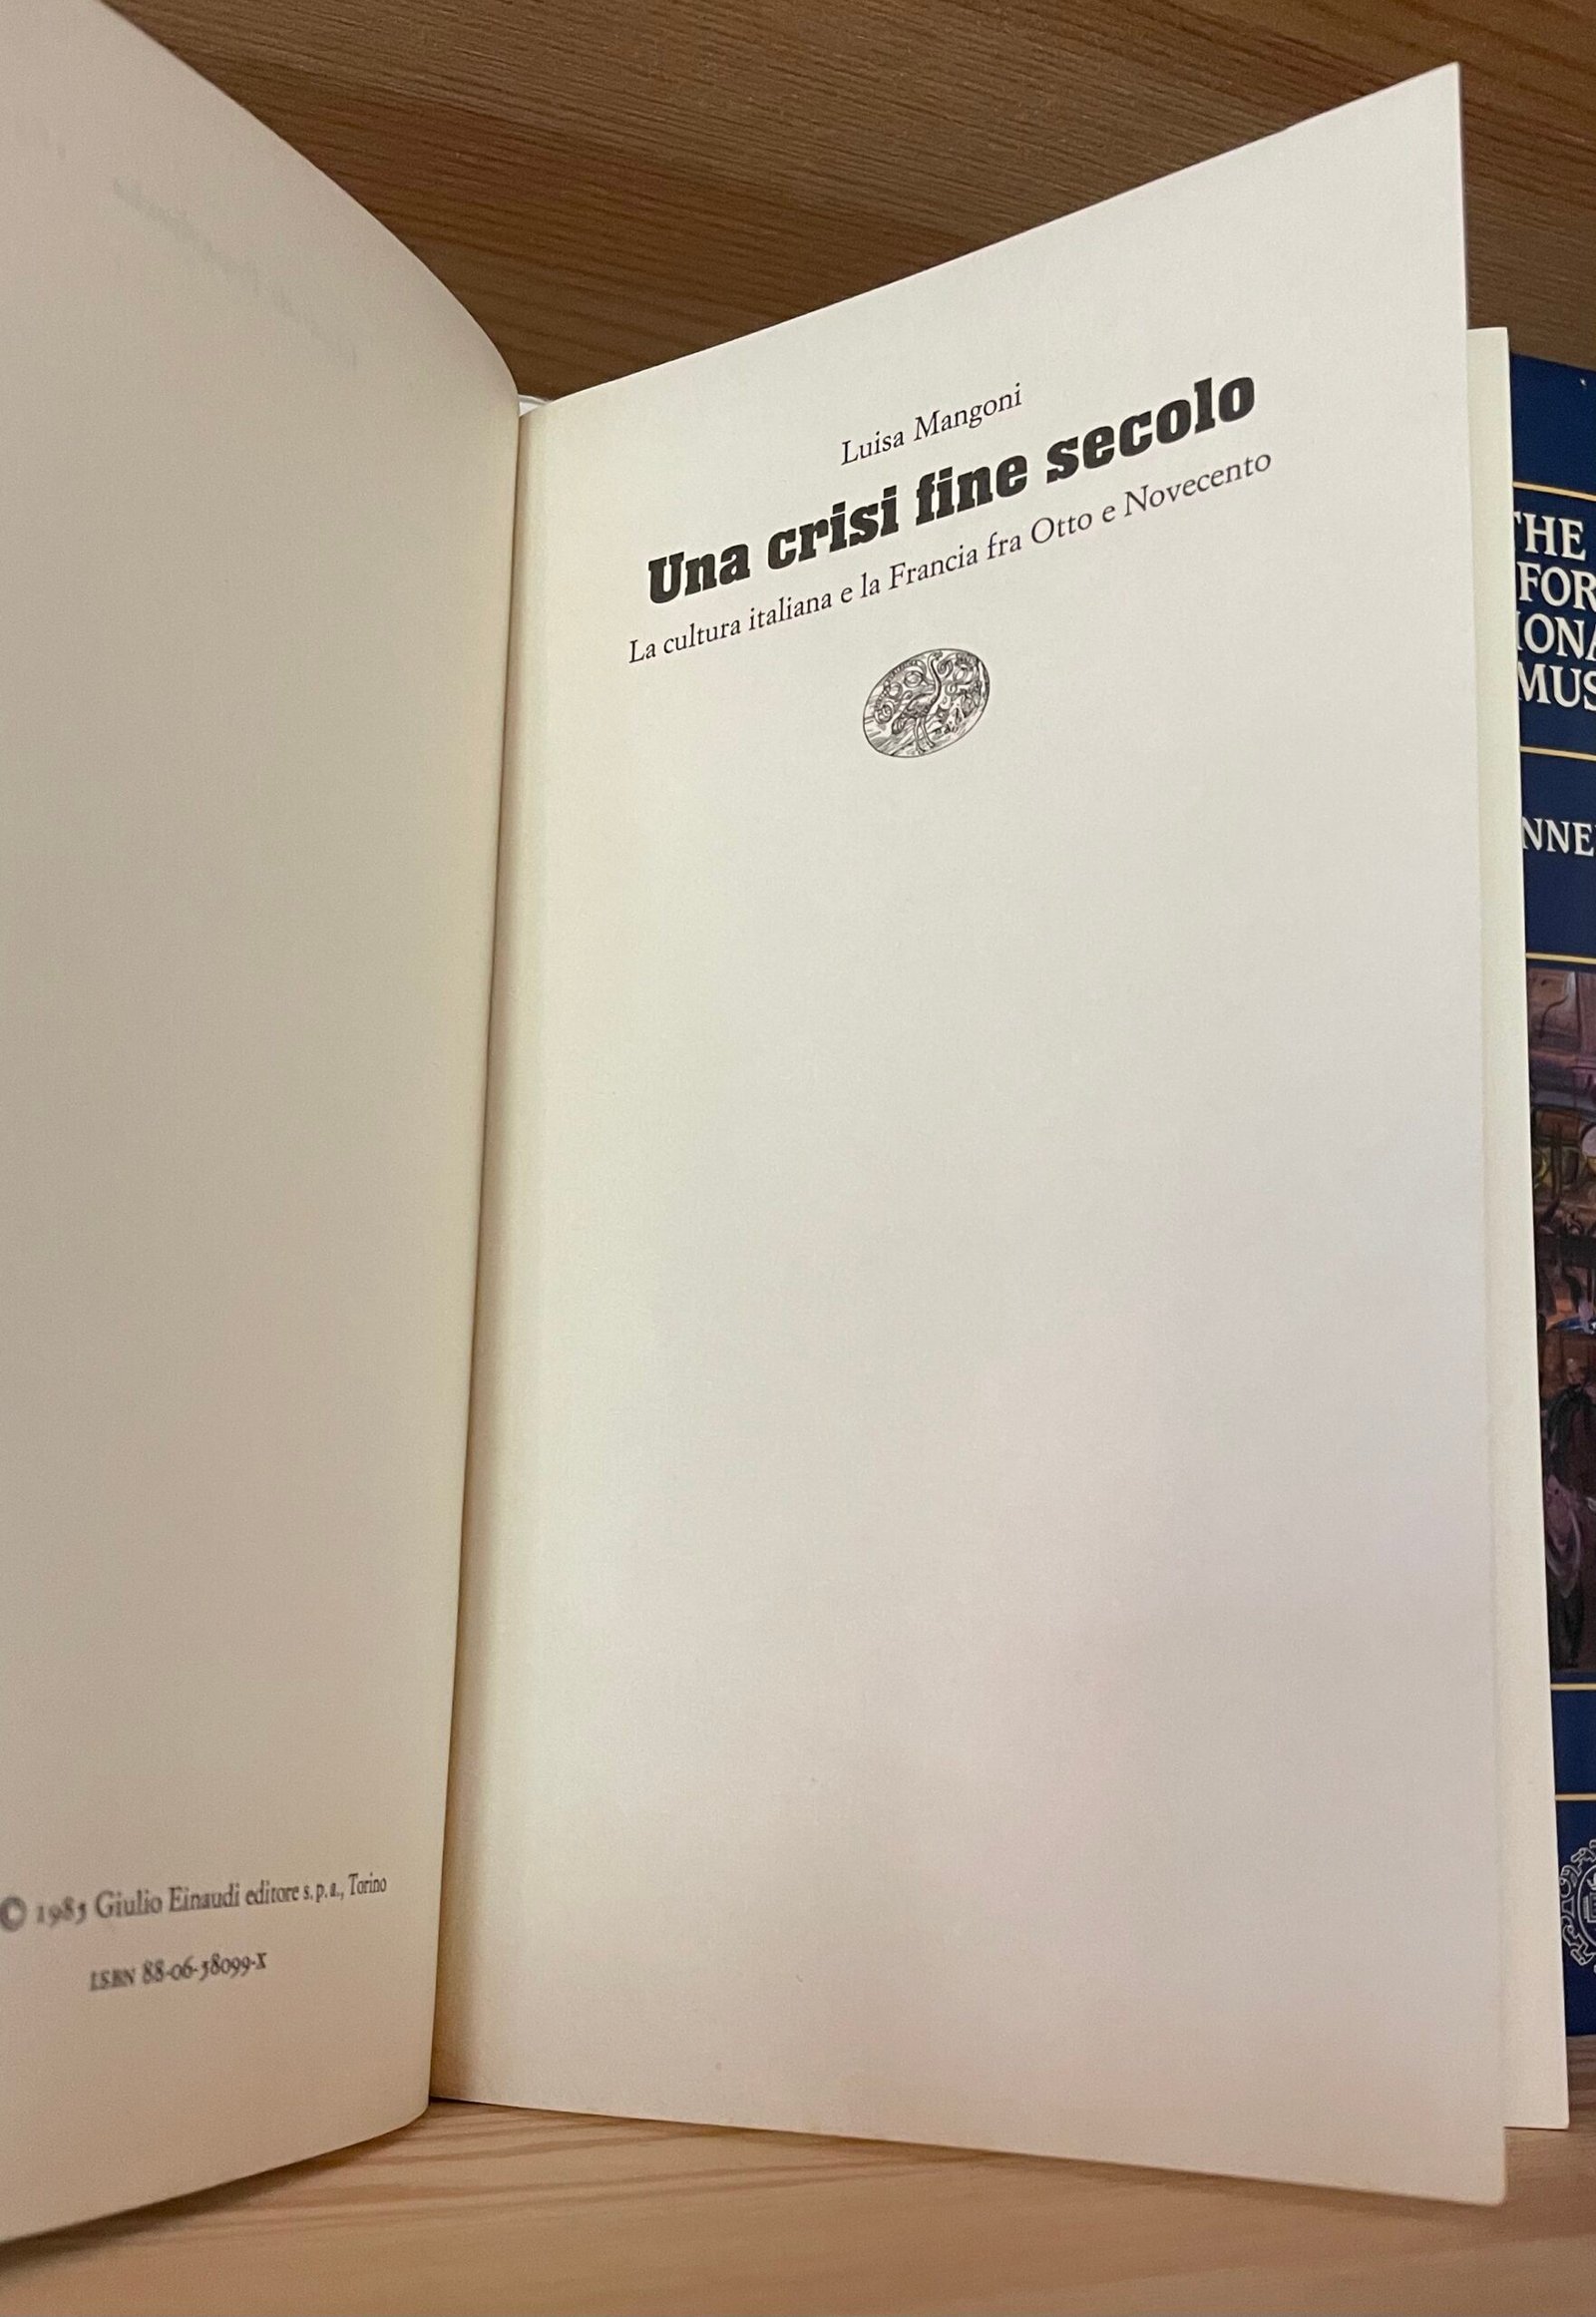 © 1985 Giulio Einaudi editore s.p.a., Torino
ISBN 88-06-58099-X
Luisa Mangoni
Una crisi fine secolo
La cultura italiana e la Francia fra Otto e Novecento
THE
FOR
IONA
MUS
NNE